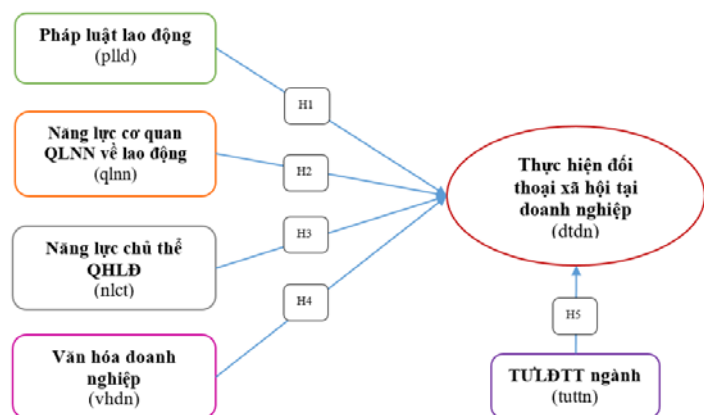 Pháp luật lao động
(plld)
H1
Năng lực cơ quan
QLNN về lao động
(qlnn)
H2
Thực hiện đối
thoại xã hội tại
doanh nghiệp
(dtdn)
Năng lực chủ thể
QHLĐ
(nlct)
H3
H4
H5
Văn hóa doanh
nghiệp
(vhdn)
TƯLĐTT ngành
(tuttn)